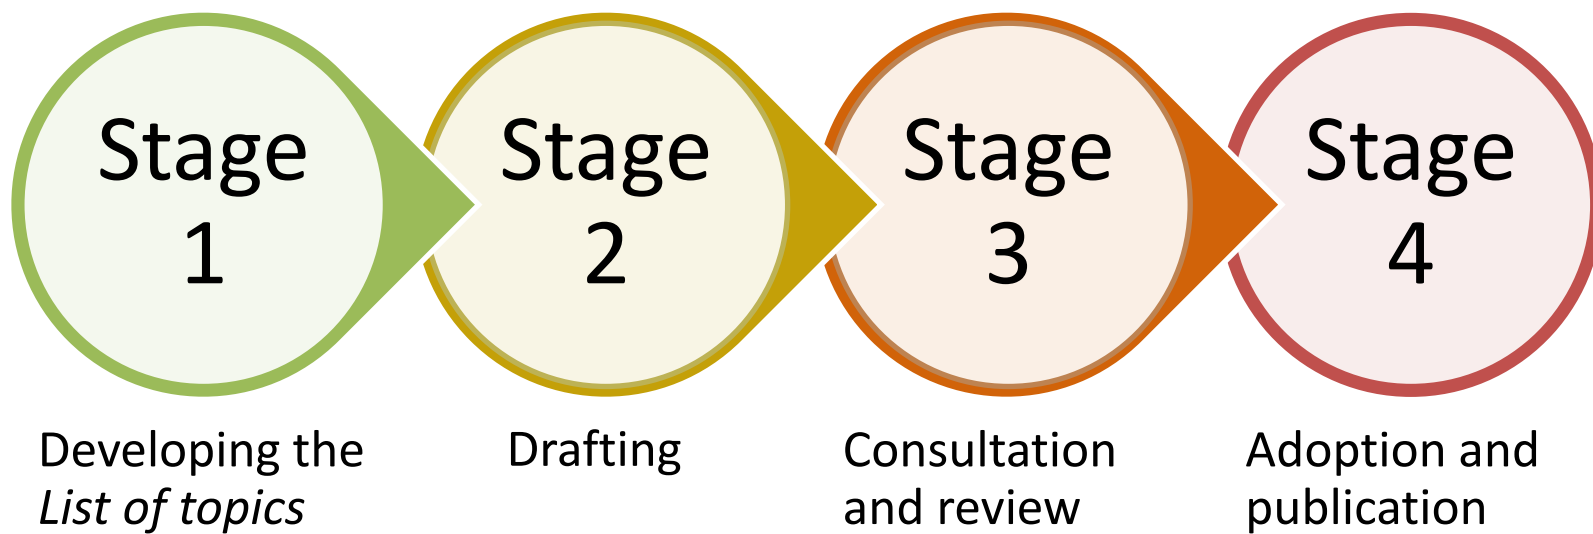 Stage
1
Stage
2
Stage
3
Stage
4
Developing the
List of topics
Drafting
Consultation
and review
Adoption and
publication